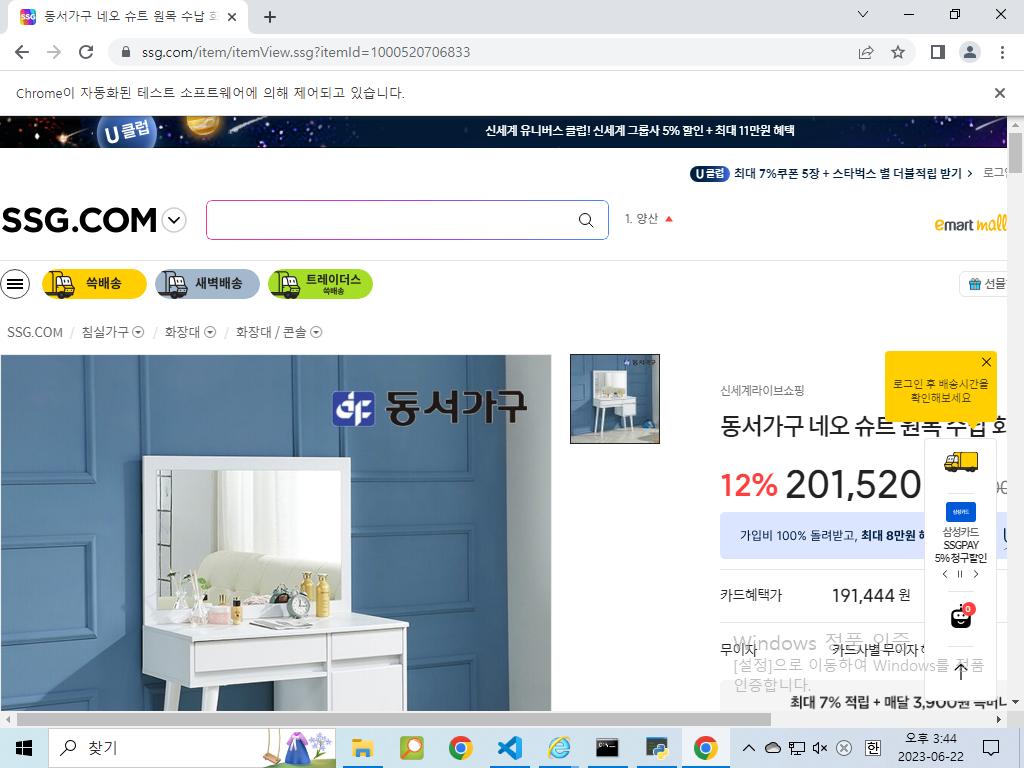 동서가구 네오 슈트 원목 수납 화
ssg.com/item/itemView.ssg?itemId=1000520706833
Chrome이 자동화된 테스트 소프트웨어에 의해 제어되고 있습니다.
U 클럽
신세계 유니버스 클럽! 신세계 그룹사 5% 할인 + 최대 11만원 혜택
U 클럽 최대 7%쿠폰 5장 + 스타벅스 별 더블적립 받기 > 로그인
SSG.COM
1. 양산
emart mall
쓱배송
새벽배송
트레이더스
쓱배송
선물
SSG.COM / 침실가구 / 화장대 / 화장대 / 콘솔
동서가구
신세계라이브쇼핑
로그인 후 배송시간을
확인해보세요
동서가구 네오 슈트 원목 수납 화
12% 201,520
가입비 100% 돌려받고, 최대 8만원 혜
삼성카드
삼성카드
SSGPAY
5% 청구할인
카드혜택가 191,444 원
0
무이자 카드사별 무이자
Windows 정품 인증
[설정]으로 이동하여 Windows를 정품
인증합니다.
최대 7% 적립 + 매달 3,900원 쓱머니
찾기
한
오후 3:44
2023-06-22